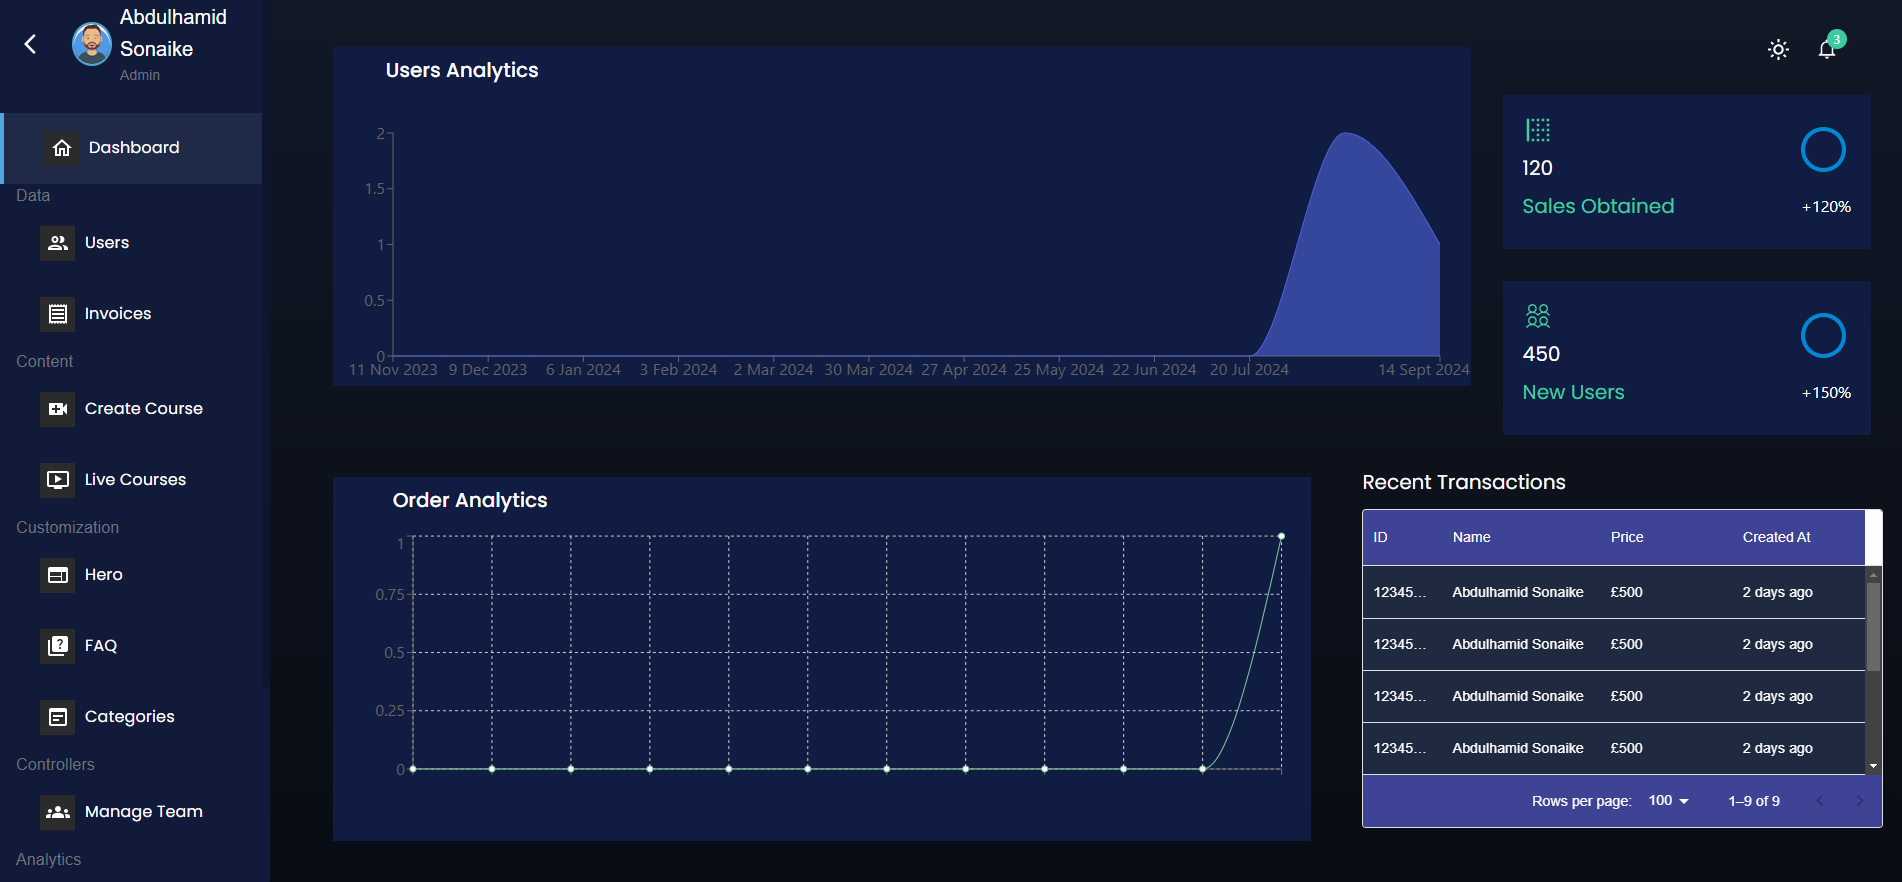 Abdulhamid
Sonaike
Admin
Dashboard
Data
Users
Invoices
Content
Create Course
Live Courses
Customization
Hero
FAQ
Categories
Controllers
Manage Team
Analytics
Users Analytics
2
1.5
1
0.5
0
11 Nov 2023 9 Dec 2023 6 Jan 2024 3 Feb 2024 2 Mar 2024 30 Mar 2024 27 Apr 2024 25 May 2024 22 Jun 2024 20 Jul 2024 14 Sept 2024
3
120
Sales Obtained +120%
450
New Users +150%
Order Analytics
1
0.75
0.5
0.25
0
Recent Transactions
ID Name Price Created At
12345... Abdulhamid Sonaike £500 2 days ago
12345... Abdulhamid Sonaike £500 2 days ago
12345... Abdulhamid Sonaike £500 2 days ago
12345... Abdulhamid Sonaike £500 2 days ago
Rows per page: 100 1–9 of 9